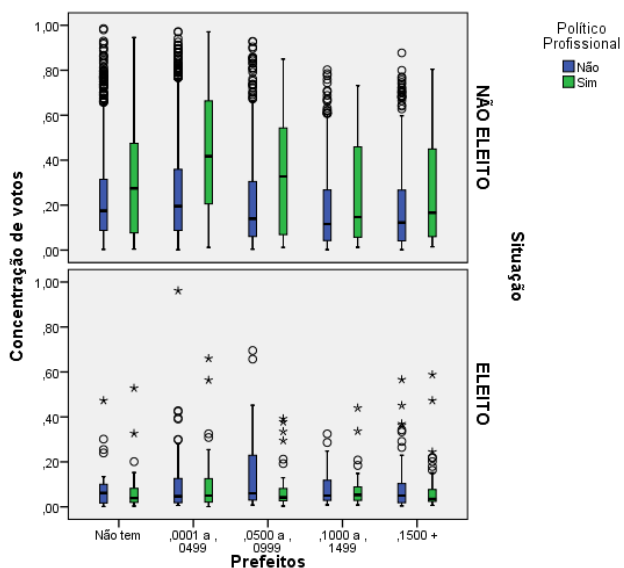 Político
Profissional
Não
Sim
Concentração de votos
1,00
,80
,60
,40
,20
,00
NÃO ELEITO
1,00
,80
,60
,40
,20
,00
ELEITO
Situação
Não tem
,0001 a ,
0499
,0500 a ,
0999
,1000 a ,
1499
,1500 +
Prefeitos